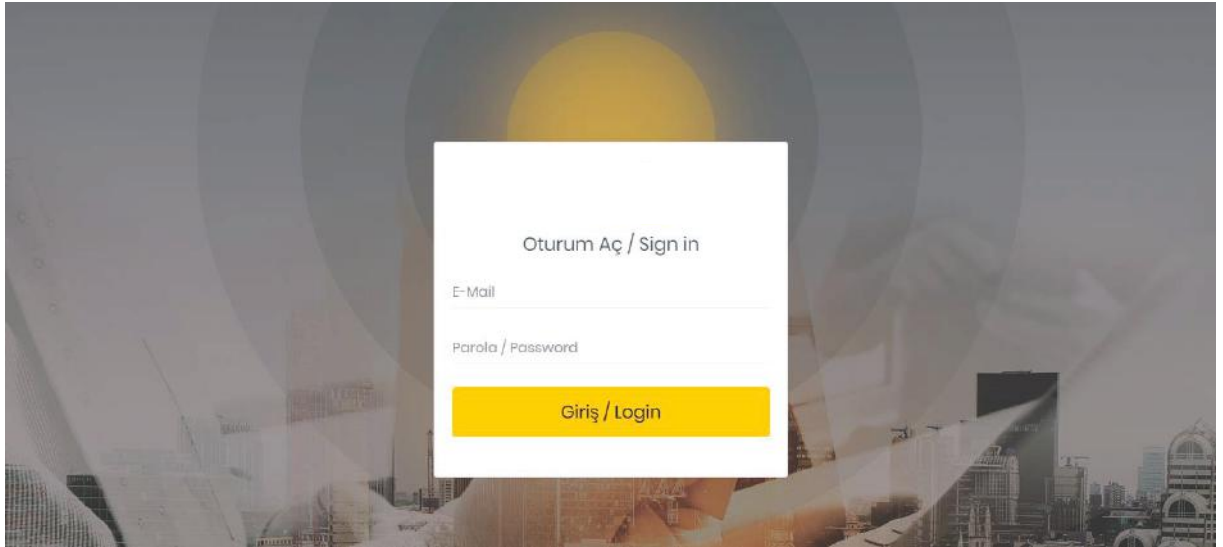 Oturum Aç / Sign in
E-Mail
Parola / Password
Giriş / Login